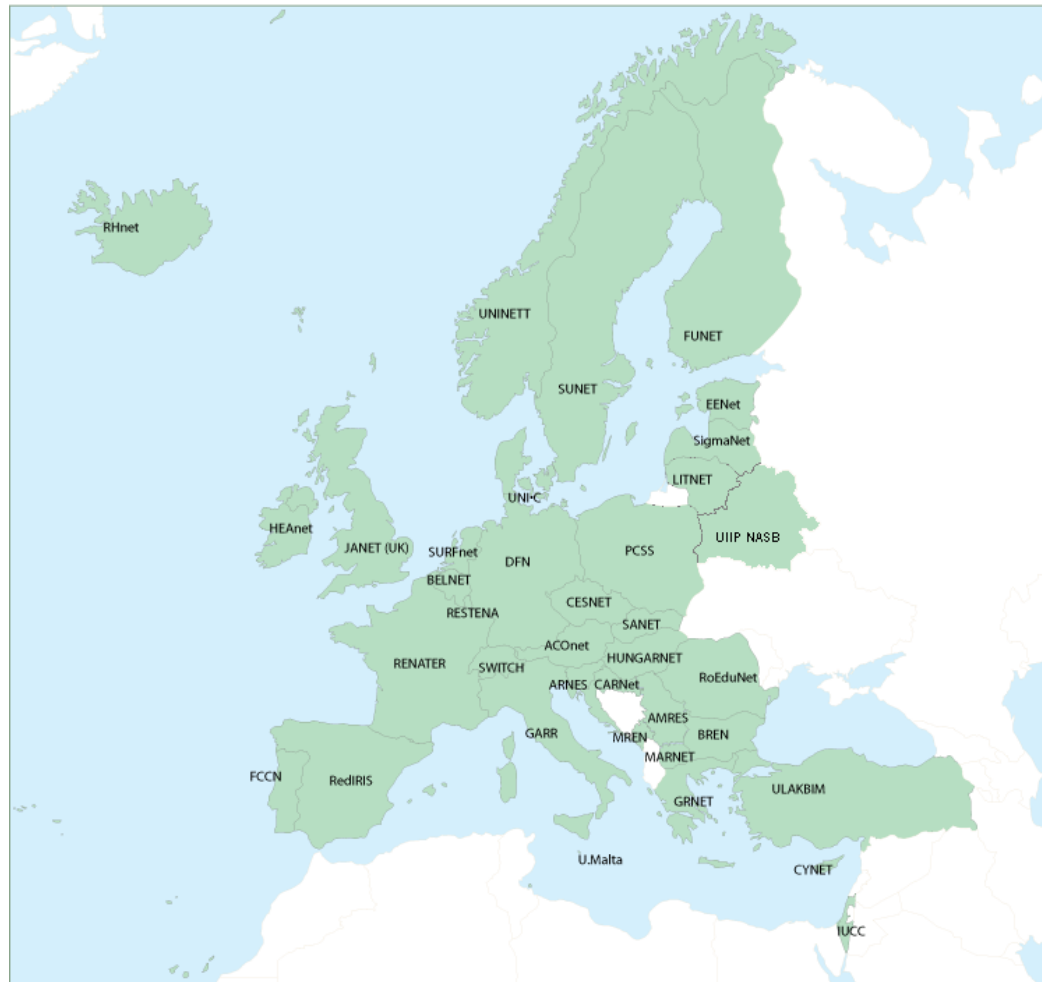 RHnet
UNINETT
FUNET
SUNET
EENet
SigmaNet
LITNET
UNI•C
HEAnet
UIIP NASB
JANET (UK)
SURFnet
DFN
PCSS
BELNET
CESNET
RESTENA
SANET
ACOnet
HUNGARNET
RENATER
SWITCH
RoEduNet
ARNES
CARNet
AMRES
GARR
MREN
BREN
MARNET
FCCN
RedIRIS
ULAKBIM
GRNET
U.Malta
CYNET
IUCC